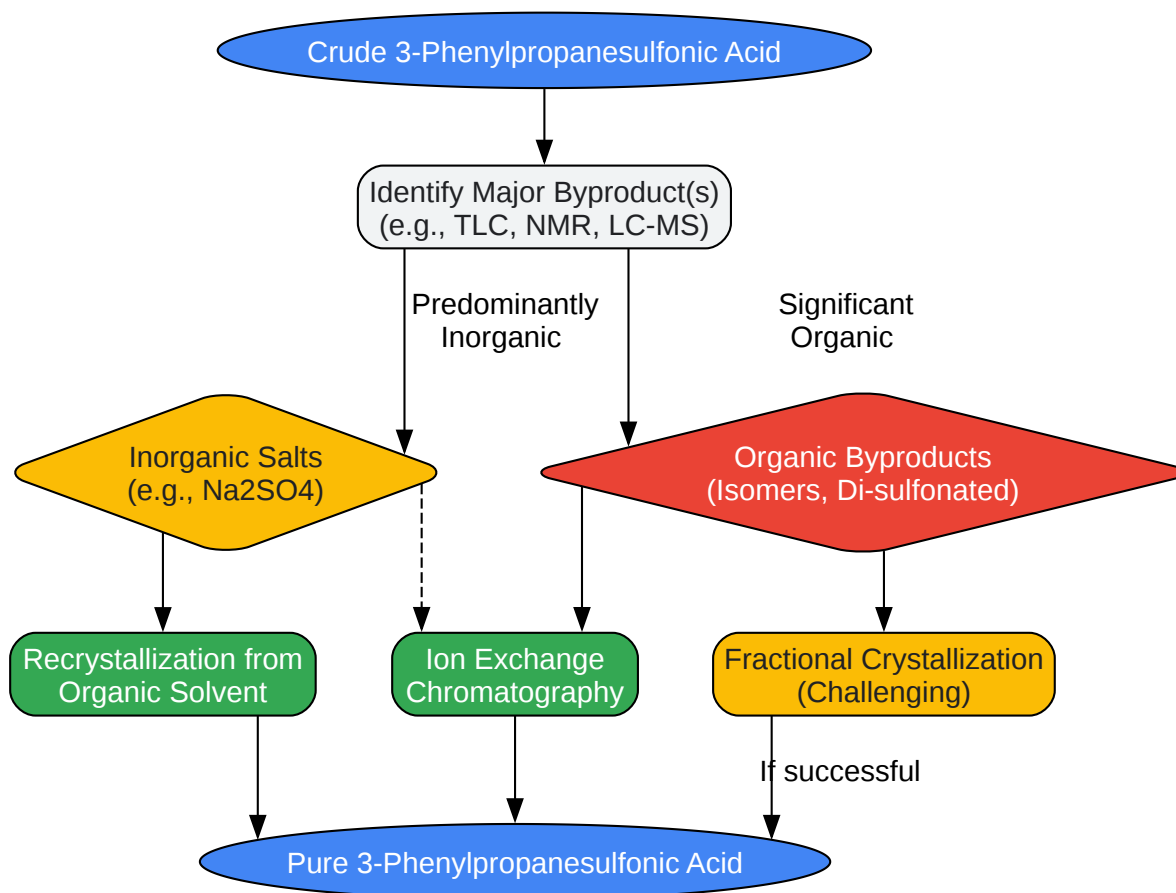 Crude 3-Phenylpropanesulfonic Acid
Identify Major Byproduct(s)
(e.g., TLC, NMR, LC-MS)
Predominantly
Inorganic
Significant
Organic
Inorganic Salts
(e.g., Na2SO4)
Organic Byproducts
(Isomers, Di-sulfonated)
Recrystallization from
Organic Solvent
Ion Exchange
Chromatography
Fractional Crystallization
(Challenging)
If successful
Pure 3-Phenylpropanesulfonic Acid